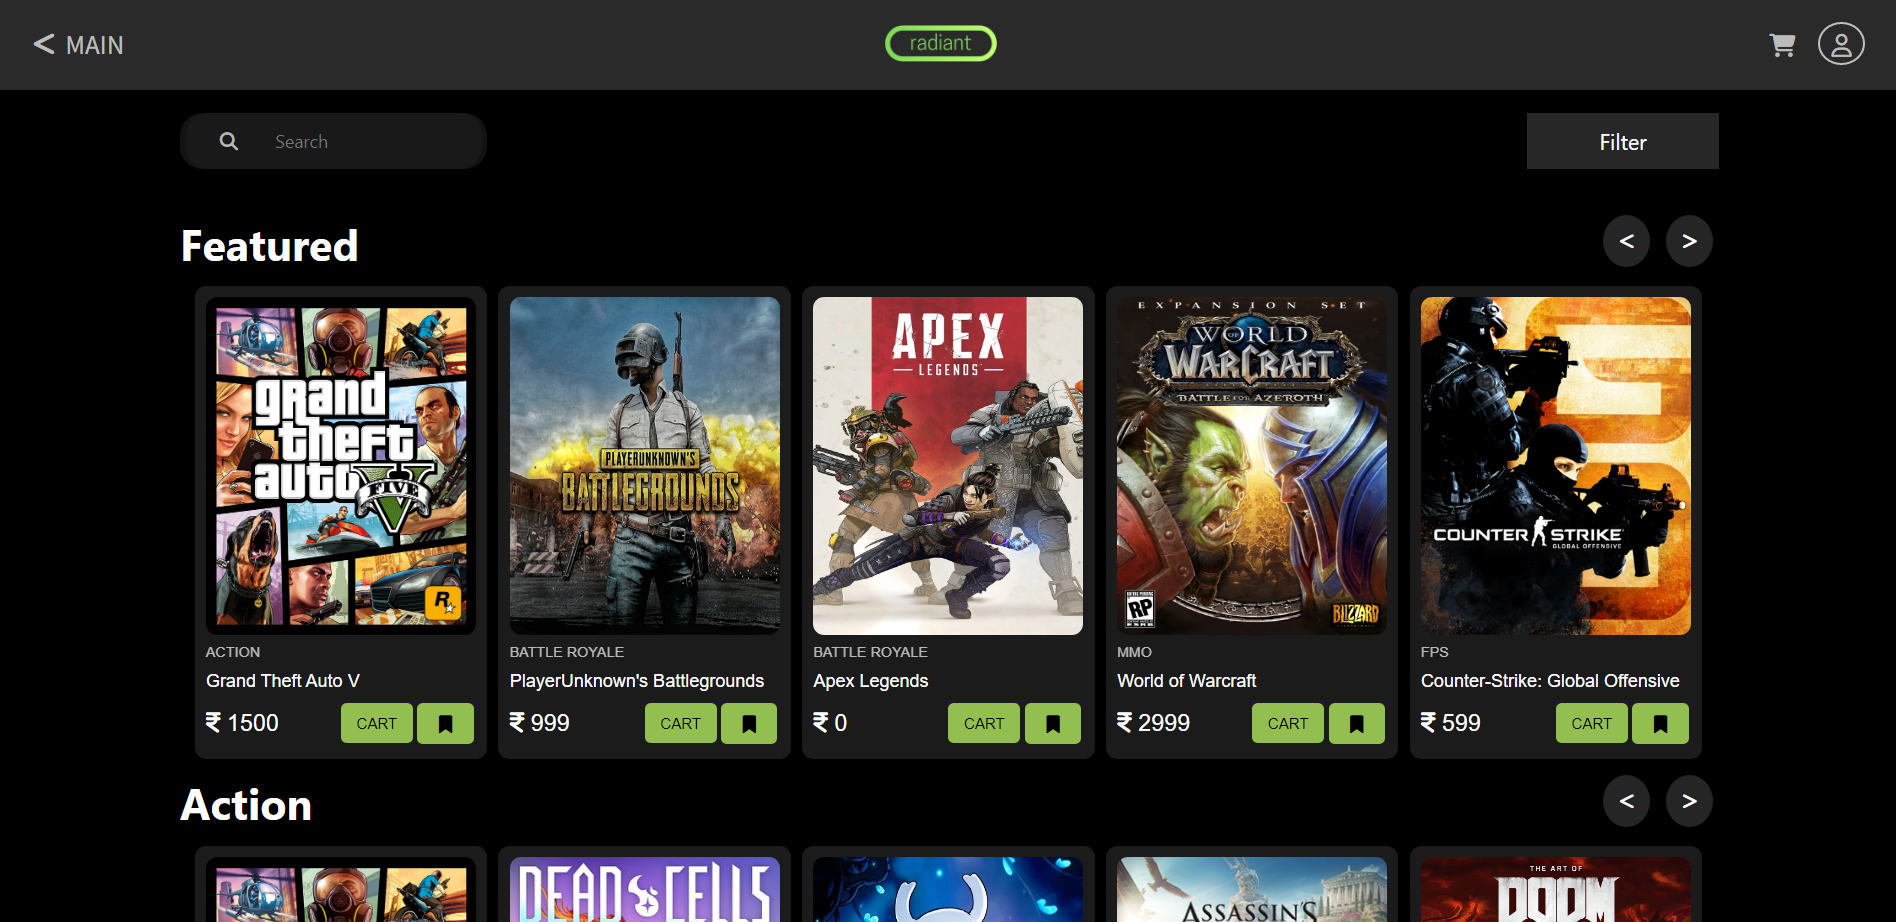 < MAIN
radiant
Search
Filter
Featured
< >
grand
theft
auto V
FIVE
R
PLAYERUNKNOWN'S
BATTLEGROUNDS
APEX
LEGENDS
EXPANSION SET
WORLD
OF
WARCRAFT
BATTLE FOR AZEROTH
RP
BLIZZARD
COUNTER STRIKE
GLOBAL OFFENSIVE
ACTION
Grand Theft Auto V
₹ 1500
CART
BATTLE ROYALE
PlayerUnknown's Battlegrounds
₹ 999
CART
BATTLE ROYALE
Apex Legends
₹ 0
CART
MMO
World of Warcraft
₹ 2999
CART
FPS
Counter-Strike: Global Offensive
₹ 599
CART
Action
< >
DEAD CELLS
ASSASSIN'S
THE ART OF
DOOM